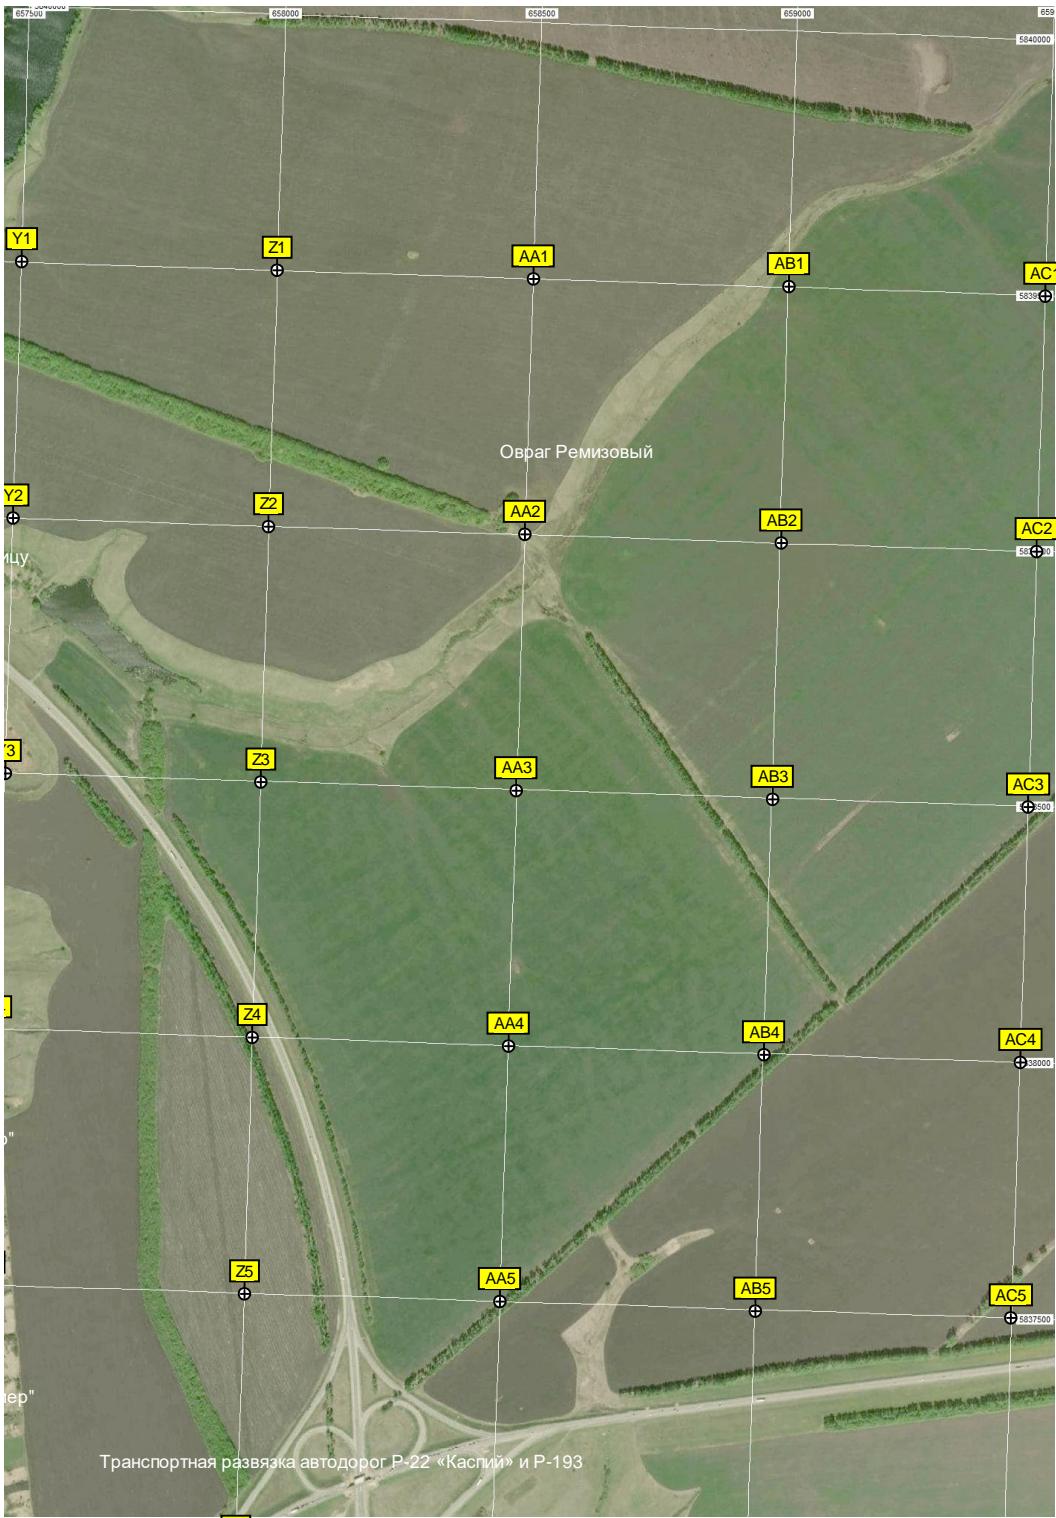 657500
658000
658500
659000
5840000
Y1
Z1
AA1
AB1
AC1
Овраг Ремизовый
Y2
Z2
AA2
AB2
AC2
Z3
AA3
AB3
AC3
Z4
AA4
AB4
AC4
Z5
AA5
AB5
AC5
5837500
Транспортная развязка автодорог Р-22 «Каспий» и Р-193